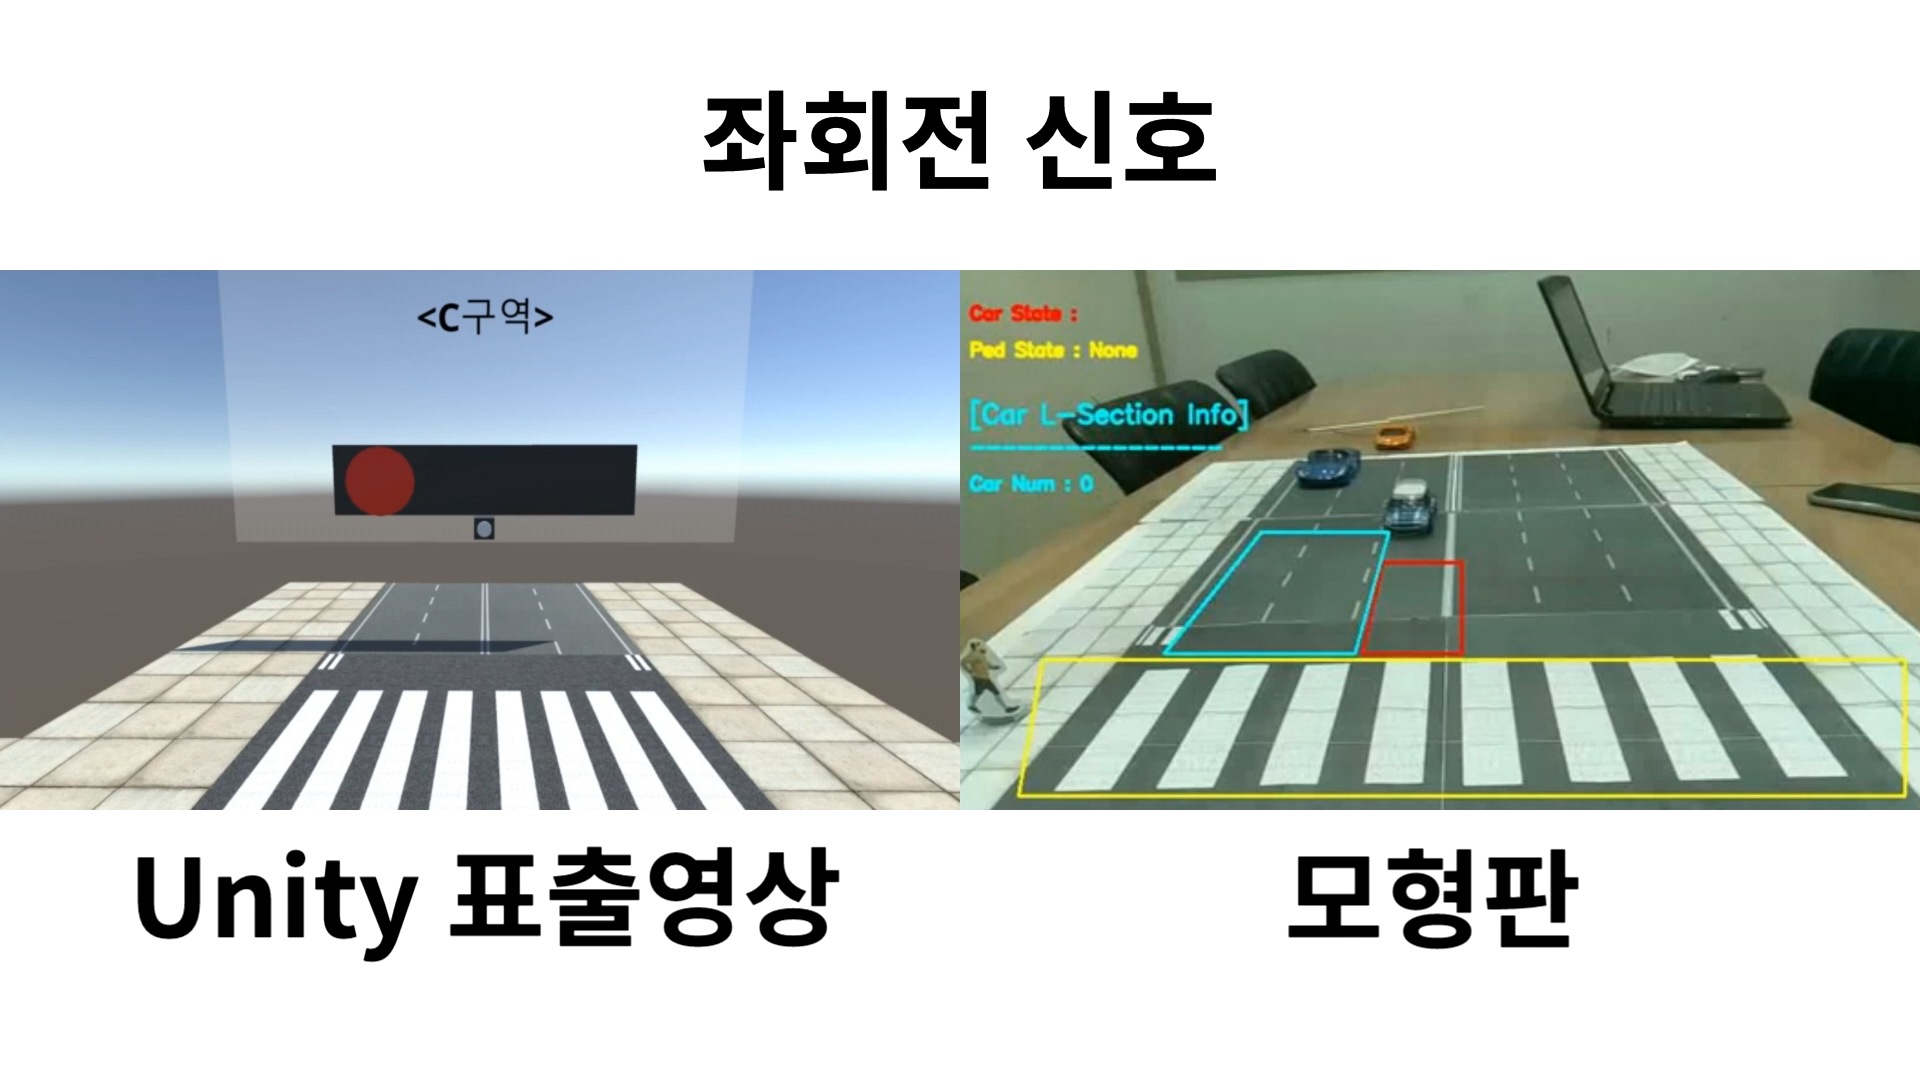 좌회전 신호
<C구역>
Car State :
Ped State : None
[Car L-Section Info]
-----------------
Car Num : 0
Unity 표출영상
모형판